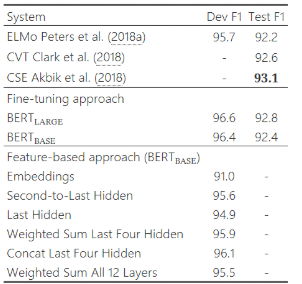 System Dev F1 Test F1
ELMo Peters et al. (2018a) 95.7 92.2
CVT Clark et al. (2018) - 92.6
CSE Akbik et al. (2018) - 93.1
Fine-tuning approach
BERTLARGE 96.6 92.8
BERTBASE 96.4 92.4
Feature-based approach (BERTBASE)
Embeddings 91.0 -
Second-to-Last Hidden 95.6 -
Last Hidden 94.9 -
Weighted Sum Last Four Hidden 95.9 -
Concat Last Four Hidden 96.1 -
Weighted Sum All 12 Layers 95.5 -